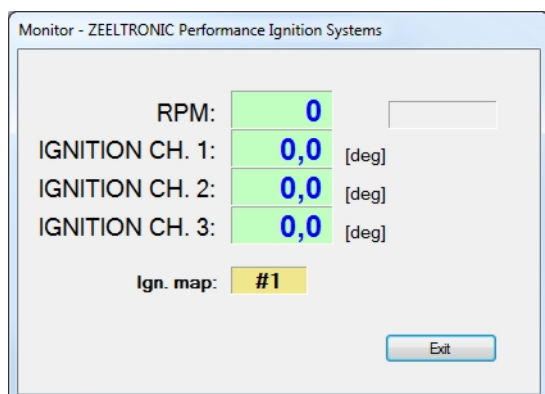 Monitor - ZEELTRONIC Performance Ignition Systems
RPM: 0
IGNITION CH. 1: 0,0 [deg]
IGNITION CH. 2: 0,0 [deg]
IGNITION CH. 3: 0,0 [deg]
Ign. map: #1
Exit